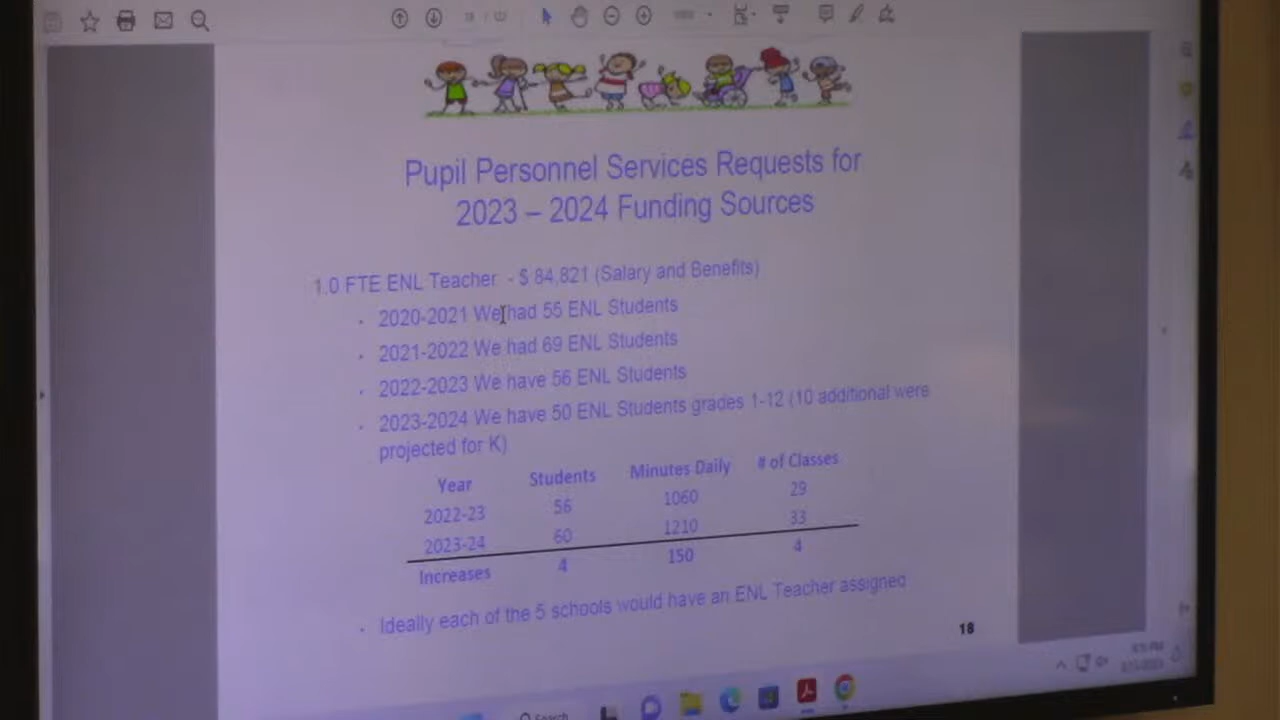 Pupil Personnel Services Requests for
2023 – 2024 Funding Sources
1.0 FTE ENL Teacher - $ 84,821 (Salary and Benefits)
· 2020-2021 We had 55 ENL Students
· 2021-2022 We had 69 ENL Students
· 2022-2023 We have 56 ENL Students
· 2023-2024 We have 50 ENL Students grades 1-12 (10 additional were
projected for K)
Year Students Minutes Daily # of Classes
2022-23 56 1060 29
2023-24 60 1210 33
Increases 4 150 4
· Ideally each of the 5 schools would have an ENL Teacher assigned
18
Search